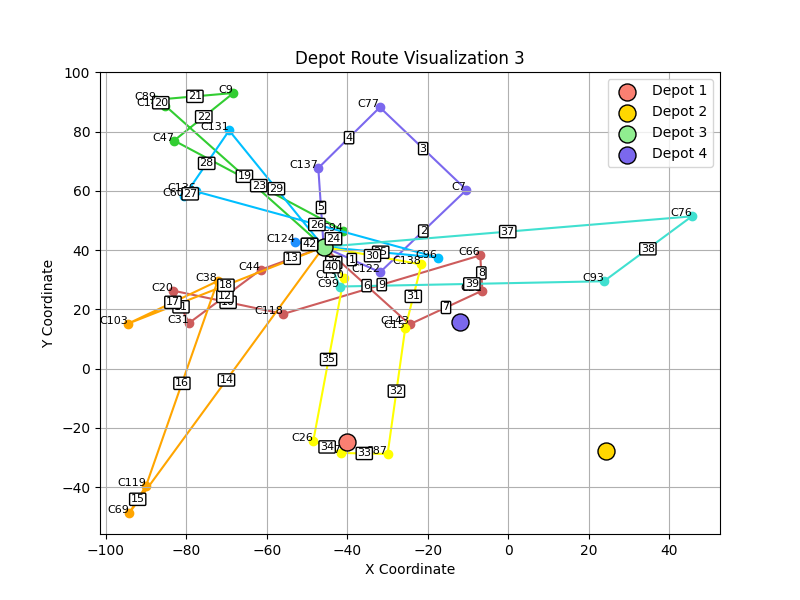 Depot Route Visualization 3
Depot 1
Depot 2
Depot 3
Depot 4
100
80
60
40
20
0
−20
−40
Y Coordinate
−100
−80
−60
−40
−20
0
20
40
X Coordinate
C89
20
21
C9
22
C131
C47
28
19
23
29
C77
4
3
C137
C7
5
2
C60
27
26
C94
24
42
C124
13
C44
1
30
C122
C138
C96
C66
8
39
37
C76
38
C93
40
C99
6
9
31
7
C143
C20
17
C31
C38
18
12
C118
C103
16
14
35
32
C26
34
33
C119
15
C69